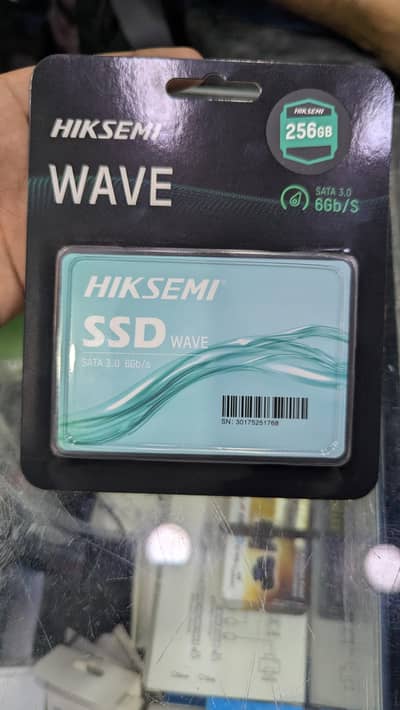 HIKSEMI
256GB
HIKSEMI
WAVE
SATA 3.0
6Gb/S
HIKSEMI
SSD WAVE
SATA 3.0 6Gb/s
SN: 30175251768